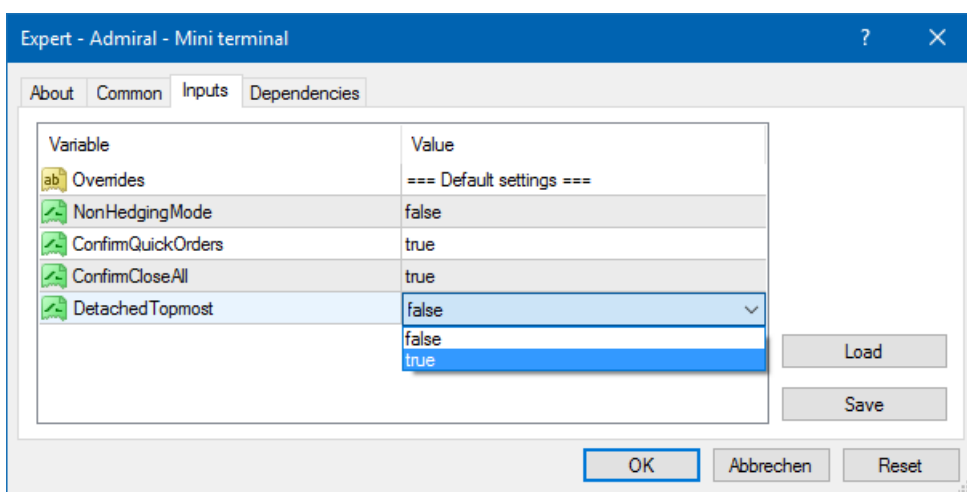 Expert - Admiral - Mini terminal ?
About Common Inputs Dependencies
Variable Value
ab Overrides === Default settings ===
NonHedgingMode false
ConfirmQuickOrders true
ConfirmCloseAll true
DetachedTopmost false
false
true
Load
Save
OK Abbrechen Reset